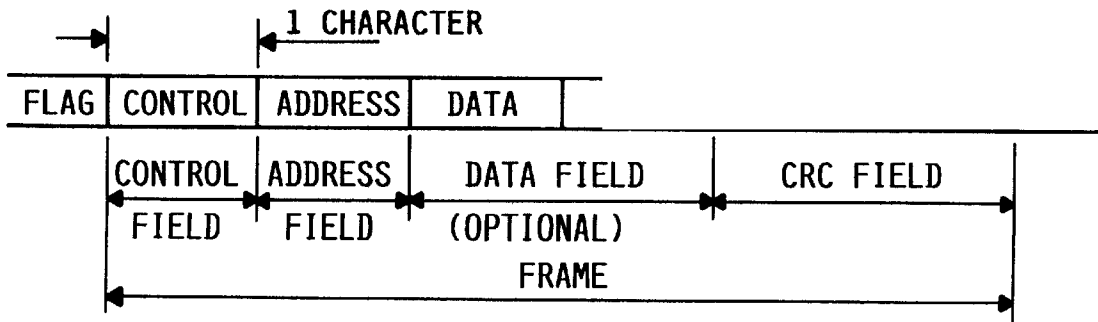 1 CHARACTER
FLAG CONTROL ADDRESS DATA
CONTROL ADDRESS DATA FIELD CRC FIELD
FIELD FIELD (OPTIONAL)
FRAME